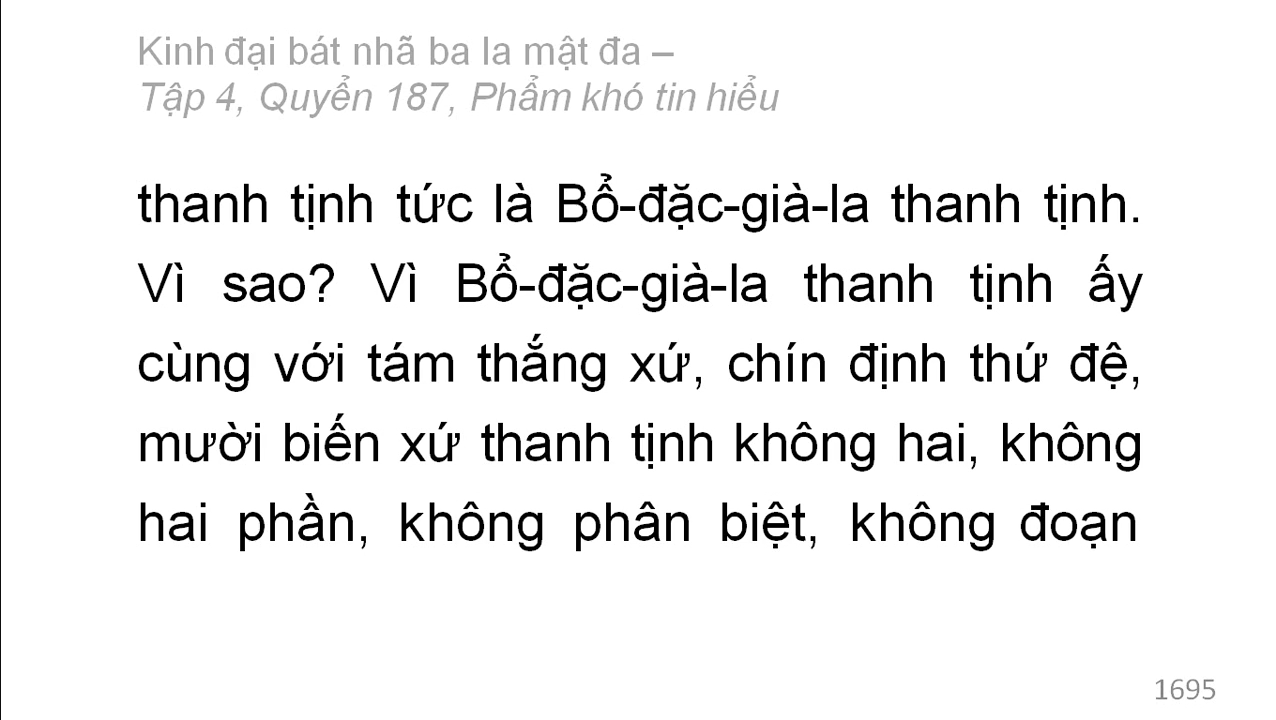 Kinh đại bát nhã ba la mật đa –
Tập 4, Quyển 187, Phẩm khó tin hiểu
thanh tịnh tức là Bổ-đặc-già-la thanh tịnh.
Vì sao? Vì Bổ-đặc-già-la thanh tịnh ấy
cùng với tám thắng xứ, chín định thứ đệ,
mười biến xứ thanh tịnh không hai, không
hai phần, không phân biệt, không đoạn
1695